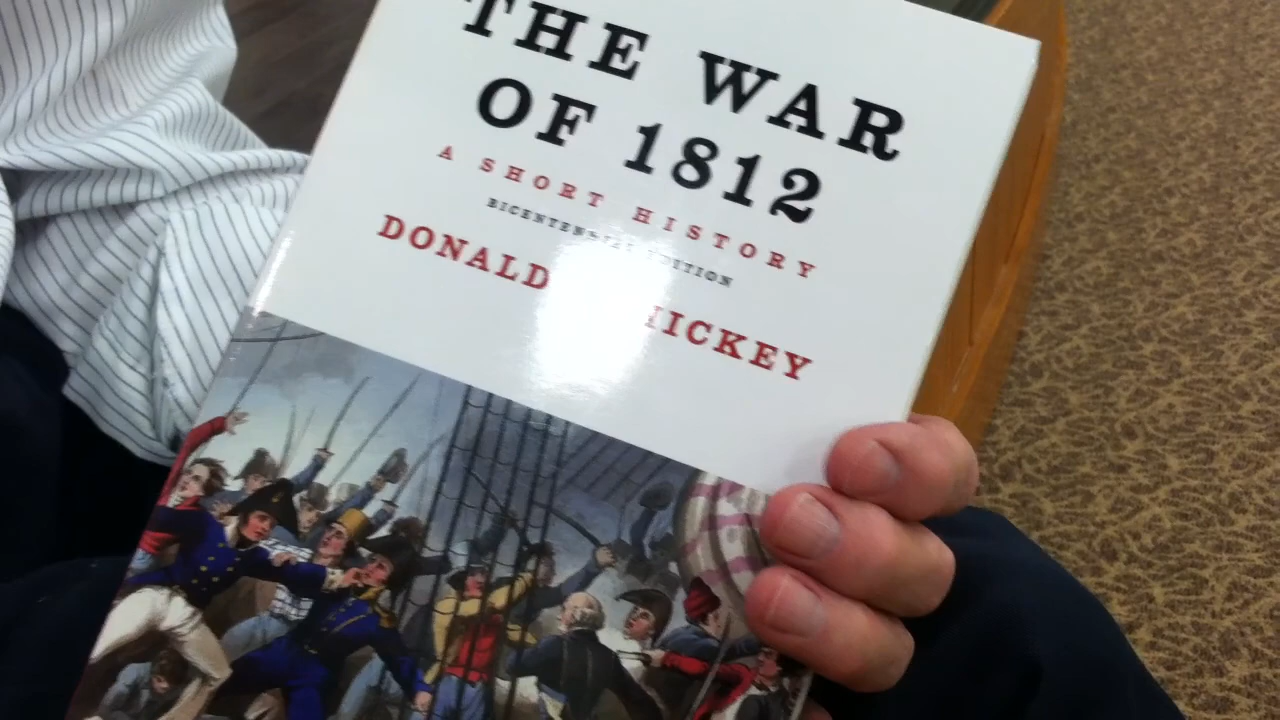 THE WAR
OF 1812
A SHORT HISTORY
BICENTENNIAL EDITION
DONALD HICKEY